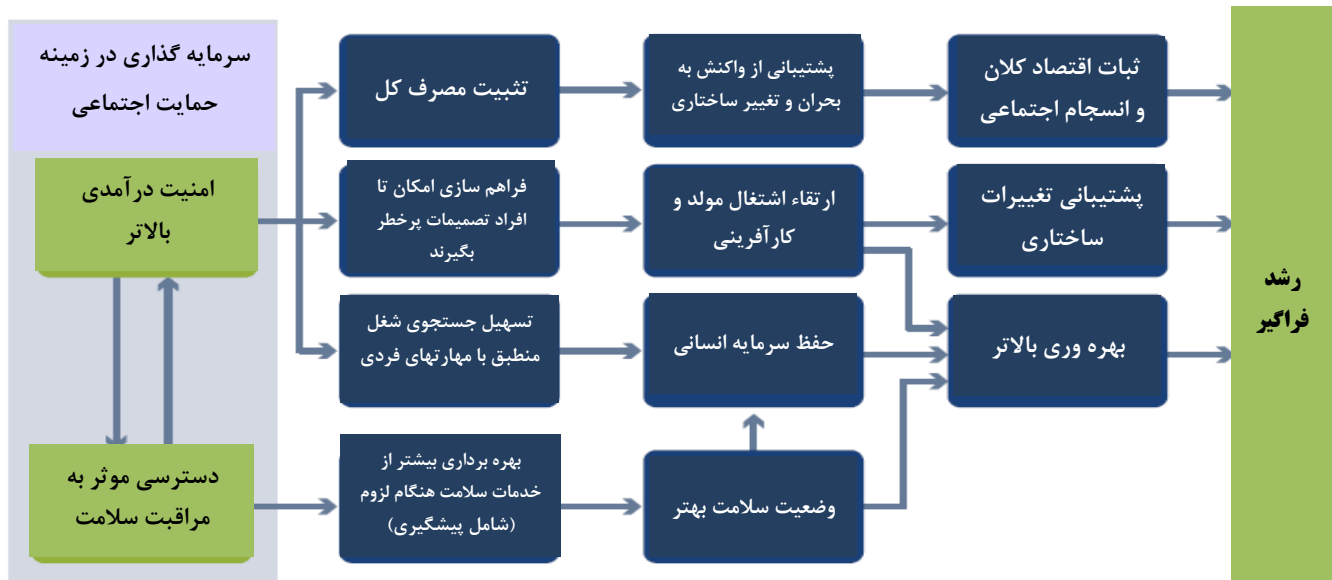 سرمایه گذاری در زمینه
حمایت اجتماعی
امنیت درآمدی
بالاتر
دسترسی موثر به
مراقبت سلامت
تثبیت مصرف کل
پشتیبانی از واکنش به
بحران و تغییر ساختاری
ثبات اقتصاد کلان
و انسجام اجتماعی
فراهم سازی امکان تا
افراد تصمیمات پرخطر
بگیرند
ارتقاء اشتغال مولد و
کارآفرینی
پشتیبانی تغییرات
ساختاری
تسهیل جستجوی شغل
منطبق با مهارتهای فردی
حفظ سرمایه انسانی
بهره وری بالاتر
بهره برداری بیشتر از
خدمات سلامت هنگام لزوم
(شامل پیشگیری)
وضعیت سلامت بهتر
رشد
فراگیر